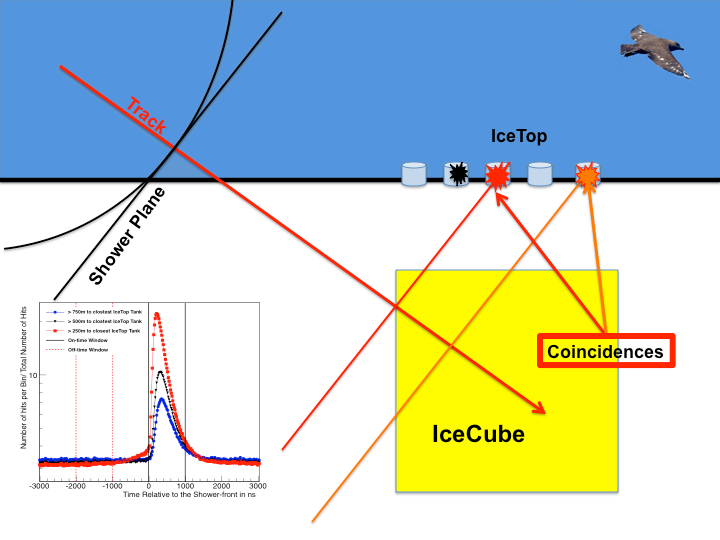 Track
IceTop
Shower Plane
Coincidences
IceCube
Number of hits per Bin/ Total Number of Hits
> 750m to clostest IceTop Tank
> 500m to closest IceTop Tank
> 250m to closest IceTop Tank
On-time Window
Off-time Window
10
-3000 -2000 -1000 0 1000 2000 3000
Time Relative to the Shower-front in ns